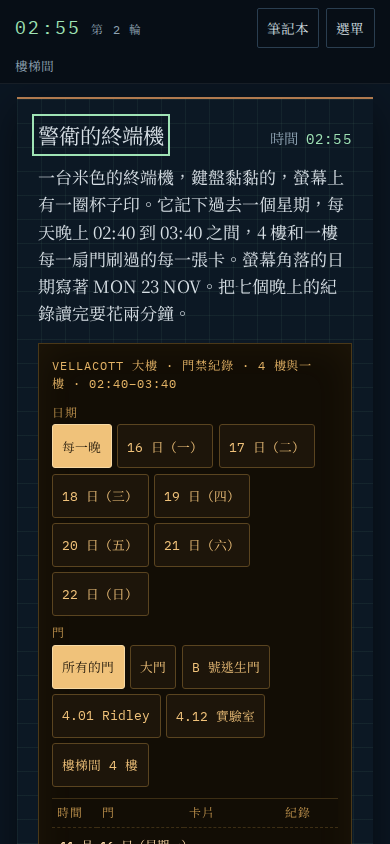 02:55 第 2 輪
筆記本
選單
樓梯間
警衛的終端機
時間 02:55
一台米色的終端機，鍵盤黏黏的，螢幕上
有一圈杯子印。它記下過去一個星期，每
天晚上 02:40 到 03:40 之間，4 樓和一樓
每一扇門刷過的每一張卡。螢幕角落的日
期寫著 MON 23 NOV。把七個晚上的紀
錄讀完要花兩分鐘。
VELLACOTT 大樓 · 門禁紀錄 · 4 樓與一
樓 · 02:40–03:40
日期
每一晚
16 日（一）
17 日（二）
18 日（三）
19 日（四）
20 日（五）
21 日（六）
22 日（日）
門
所有的門
大門
B 號逃生門
4.01 Ridley
4.12 實驗室
樓梯間 4 樓
時間 門 卡片 紀錄